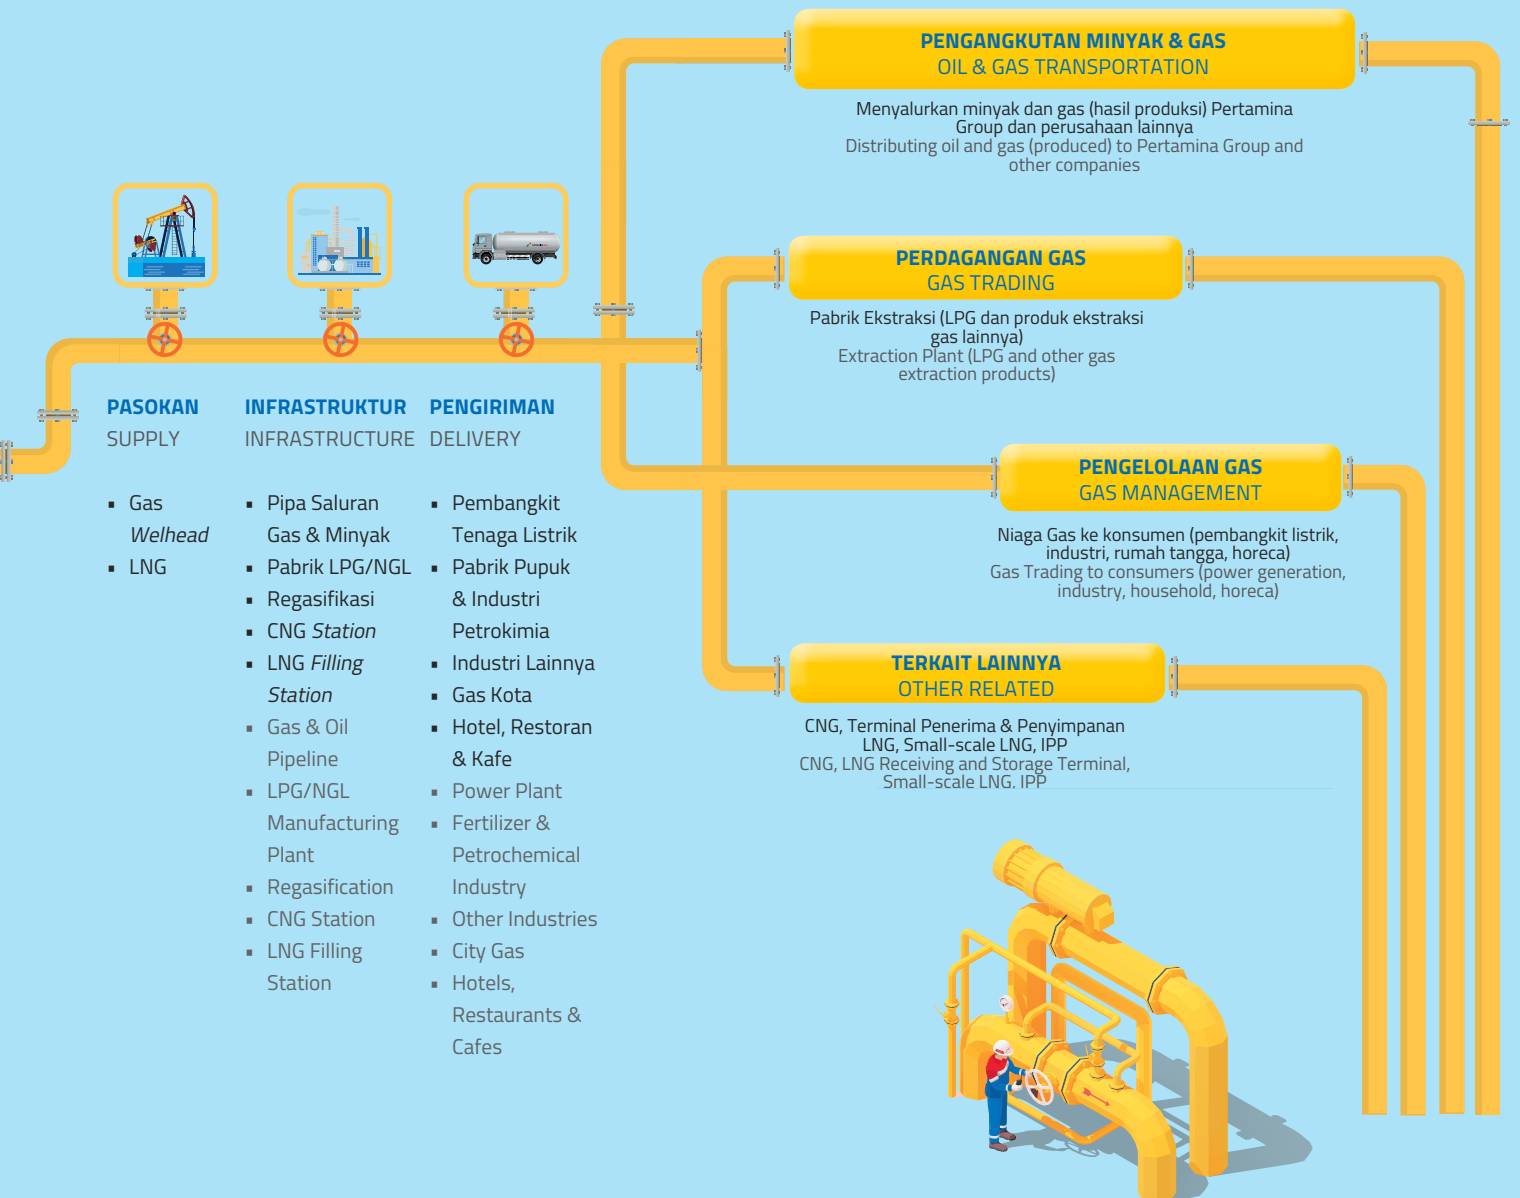 PENGANGKUTAN MINYAK & GAS
OIL & GAS TRANSPORTATION
Menyalurkan minyak dan gas (hasil produksi) Pertamina
Group dan perusahaan lainnya
Distributing oil and gas (produced) to Pertamina Group and
other companies
PERDAGANGAN GAS
GAS TRADING
Pabrik Ekstraksi (LPG dan produk ekstraksi
gas lainnya)
Extraction Plant (LPG and other gas
extraction products)
PENGELOLAAN GAS
GAS MANAGEMENT
Niaga Gas ke konsumen (pembangkit listrik,
industri, rumah tangga, horeca)
Gas Trading to consumers (power generation,
industry, household, horeca)
TERKAIT LAINNYA
OTHER RELATED
CNG, Terminal Penerima & Penyimpanan
LNG, Small-scale LNG, IPP
CNG, LNG Receiving and Storage Terminal,
Small-scale LNG, IPP
PASOKAN
SUPPLY
▪ Gas
Welhead
▪ LNG
INFRASTRUKTUR
INFRASTRUCTURE
▪ Pipa Saluran
Gas & Minyak
▪ Pabrik LPG/NGL
▪ Regasifikasi
▪ CNG Station
▪ LNG Filling
Station
▪ Gas & Oil
Pipeline
▪ LPG/NGL
Manufacturing
Plant
▪ Regasification
▪ CNG Station
▪ LNG Filling
Station
PENGIRIMAN
DELIVERY
▪ Pembangkit
Tenaga Listrik
▪ Pabrik Pupuk
& Industri
Petrokimia
▪ Industri Lainnya
▪ Gas Kota
▪ Hotel, Restoran
& Kafe
▪ Power Plant
▪ Fertilizer &
Petrochemical
Industry
▪ Other Industries
▪ City Gas
▪ Hotels,
Restaurants &
Cafes